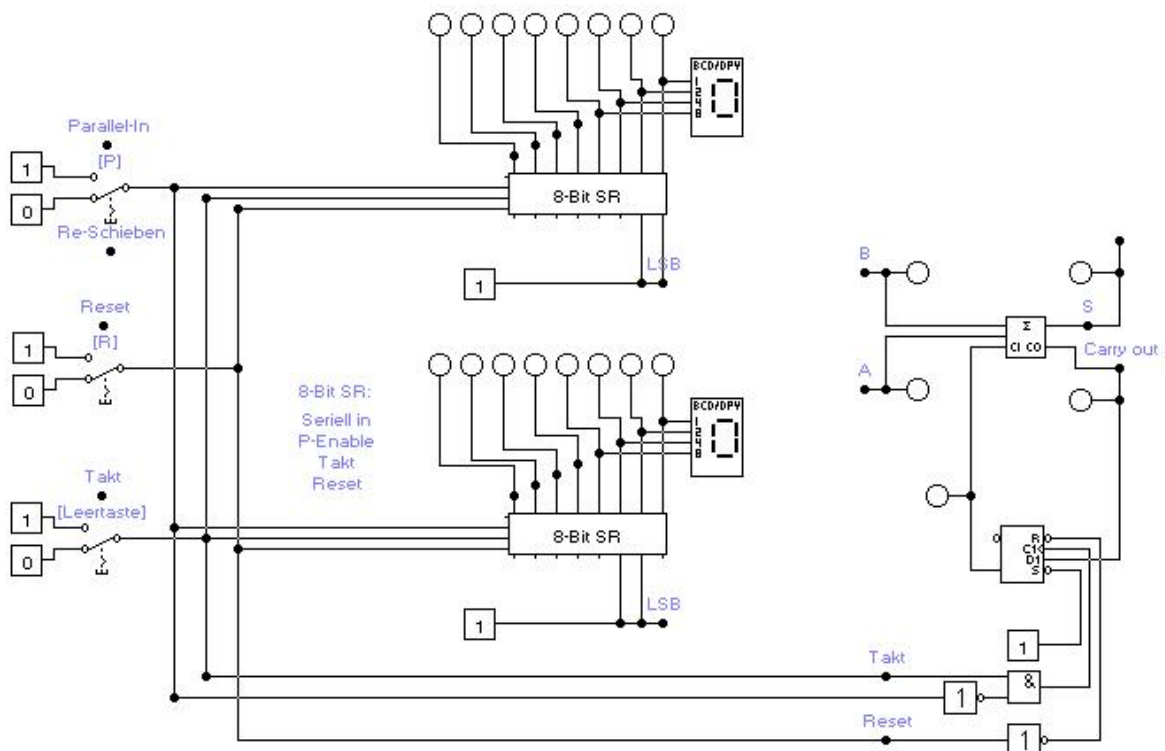 BCD/DPY
1
2
4
8
Parallel-In
[P]
1
0
8-Bit SR
Re-Schieben
LSB
1
B
Reset
[R]
1
0
S
Σ
CI CO
Carry out
A
8-Bit SR:
Seriell in
P-Enable
Takt
Reset
BCD/DPY
1
2
4
8
Takt
[Leertaste]
1
0
8-Bit SR
R
C1
D1
S
LSB
1
1
Takt
&
1
Reset
1